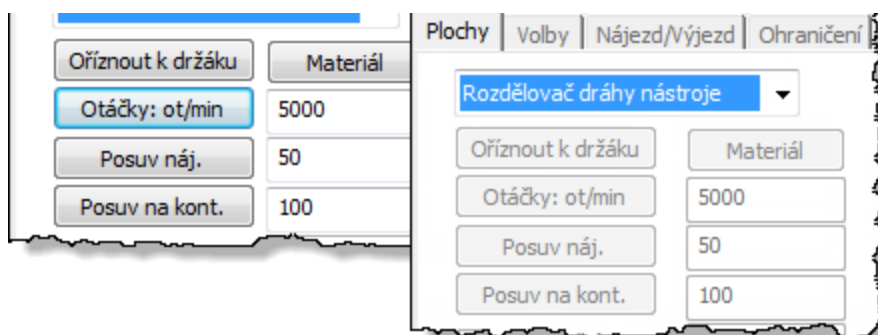 Oříznout k držáku Materiál
Otáčky: ot/min 5000
Posuv náj. 50
Posuv na kont. 100
Plochy Volby Nájezd/Výjezd Ohraničení
Rozdělovač dráhy nástroje
Oříznout k držáku Materiál
Otáčky: ot/min 5000
Posuv náj. 50
Posuv na kont. 100